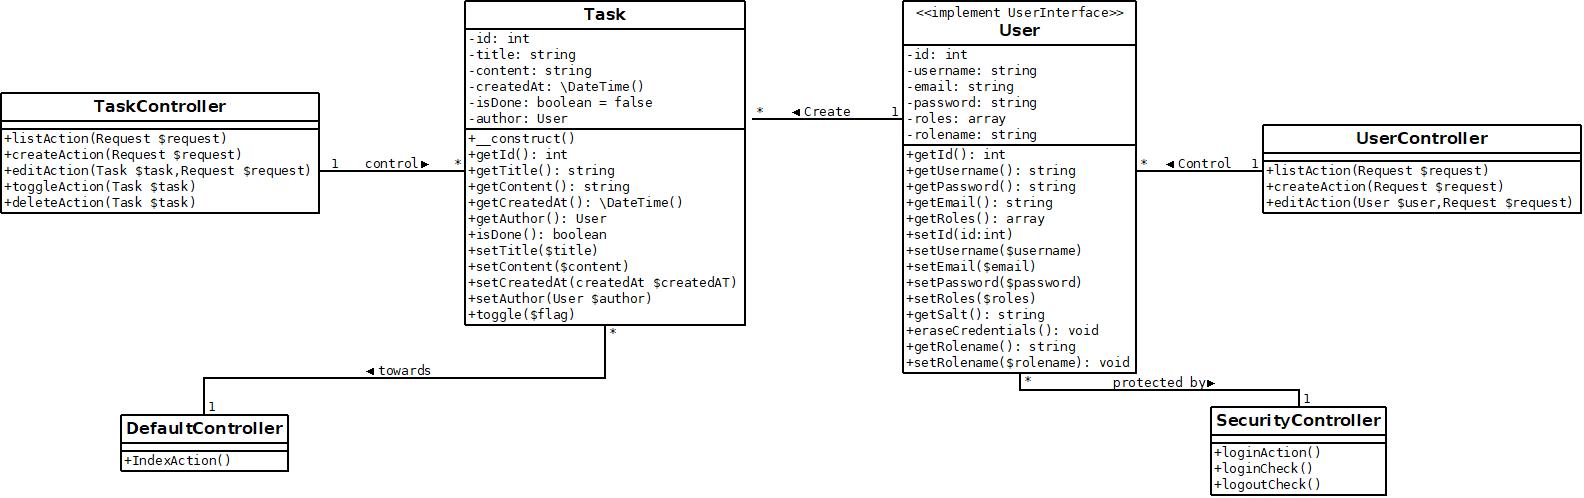 Task
-id: int
-title: string
-content: string
-createdAt: \DateTime()
-isDone: boolean = false
-author: User
+__construct()
+getId(): int
+getTitle(): string
+getContent(): string
+getCreatedAt(): \DateTime()
+getAuthor(): User
+isDone(): boolean
+setTitle($title)
+setContent($content)
+setCreatedAt(createdAt $createdAT)
+setAuthor(User $author)
+toggle($flag)
<<implement UserInterface>>
User
-id: int
-username: string
-email: string
-password: string
-roles: array
-rolename: string
+getId(): int
+getUsername(): string
+getPassword(): string
+getEmail(): string
+getRoles(): array
+setId(id:int)
+setUsername($username)
+setEmail($email)
+setPassword($password)
+setRoles($roles)
+getSalt(): string
+eraseCredentials(): void
+getRolename(): string
+setRolename($rolename): void
TaskController
+listAction(Request $request)
+createAction(Request $request)
+editAction(Task $task,Request $request)
+toggleAction(Task $task)
+deleteAction(Task $task)
1 control► *
* ◄ Create 1
* ◄ Control 1
UserController
+listAction(Request $request)
+createAction(Request $request)
+editAction(User $user,Request $request)
*
◄ towards
1
DefaultController
+IndexAction()
*
protected by►
1
SecurityController
+loginAction()
+loginCheck()
+logoutCheck()